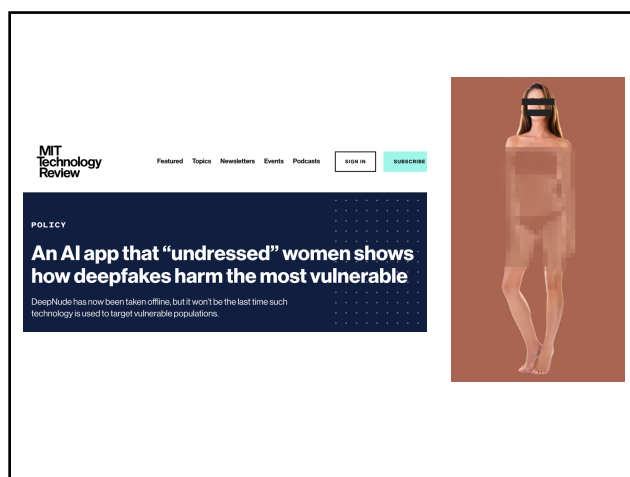 MIT
Technology
Review
Featured Topics Newsletters Events Podcasts SIGN IN SUBSCRIBE
POLICY
An AI app that “undressed” women shows
how deepfakes harm the most vulnerable
DeepNude has now been taken offline, but it won’t be the last time such
technology is used to target vulnerable populations.